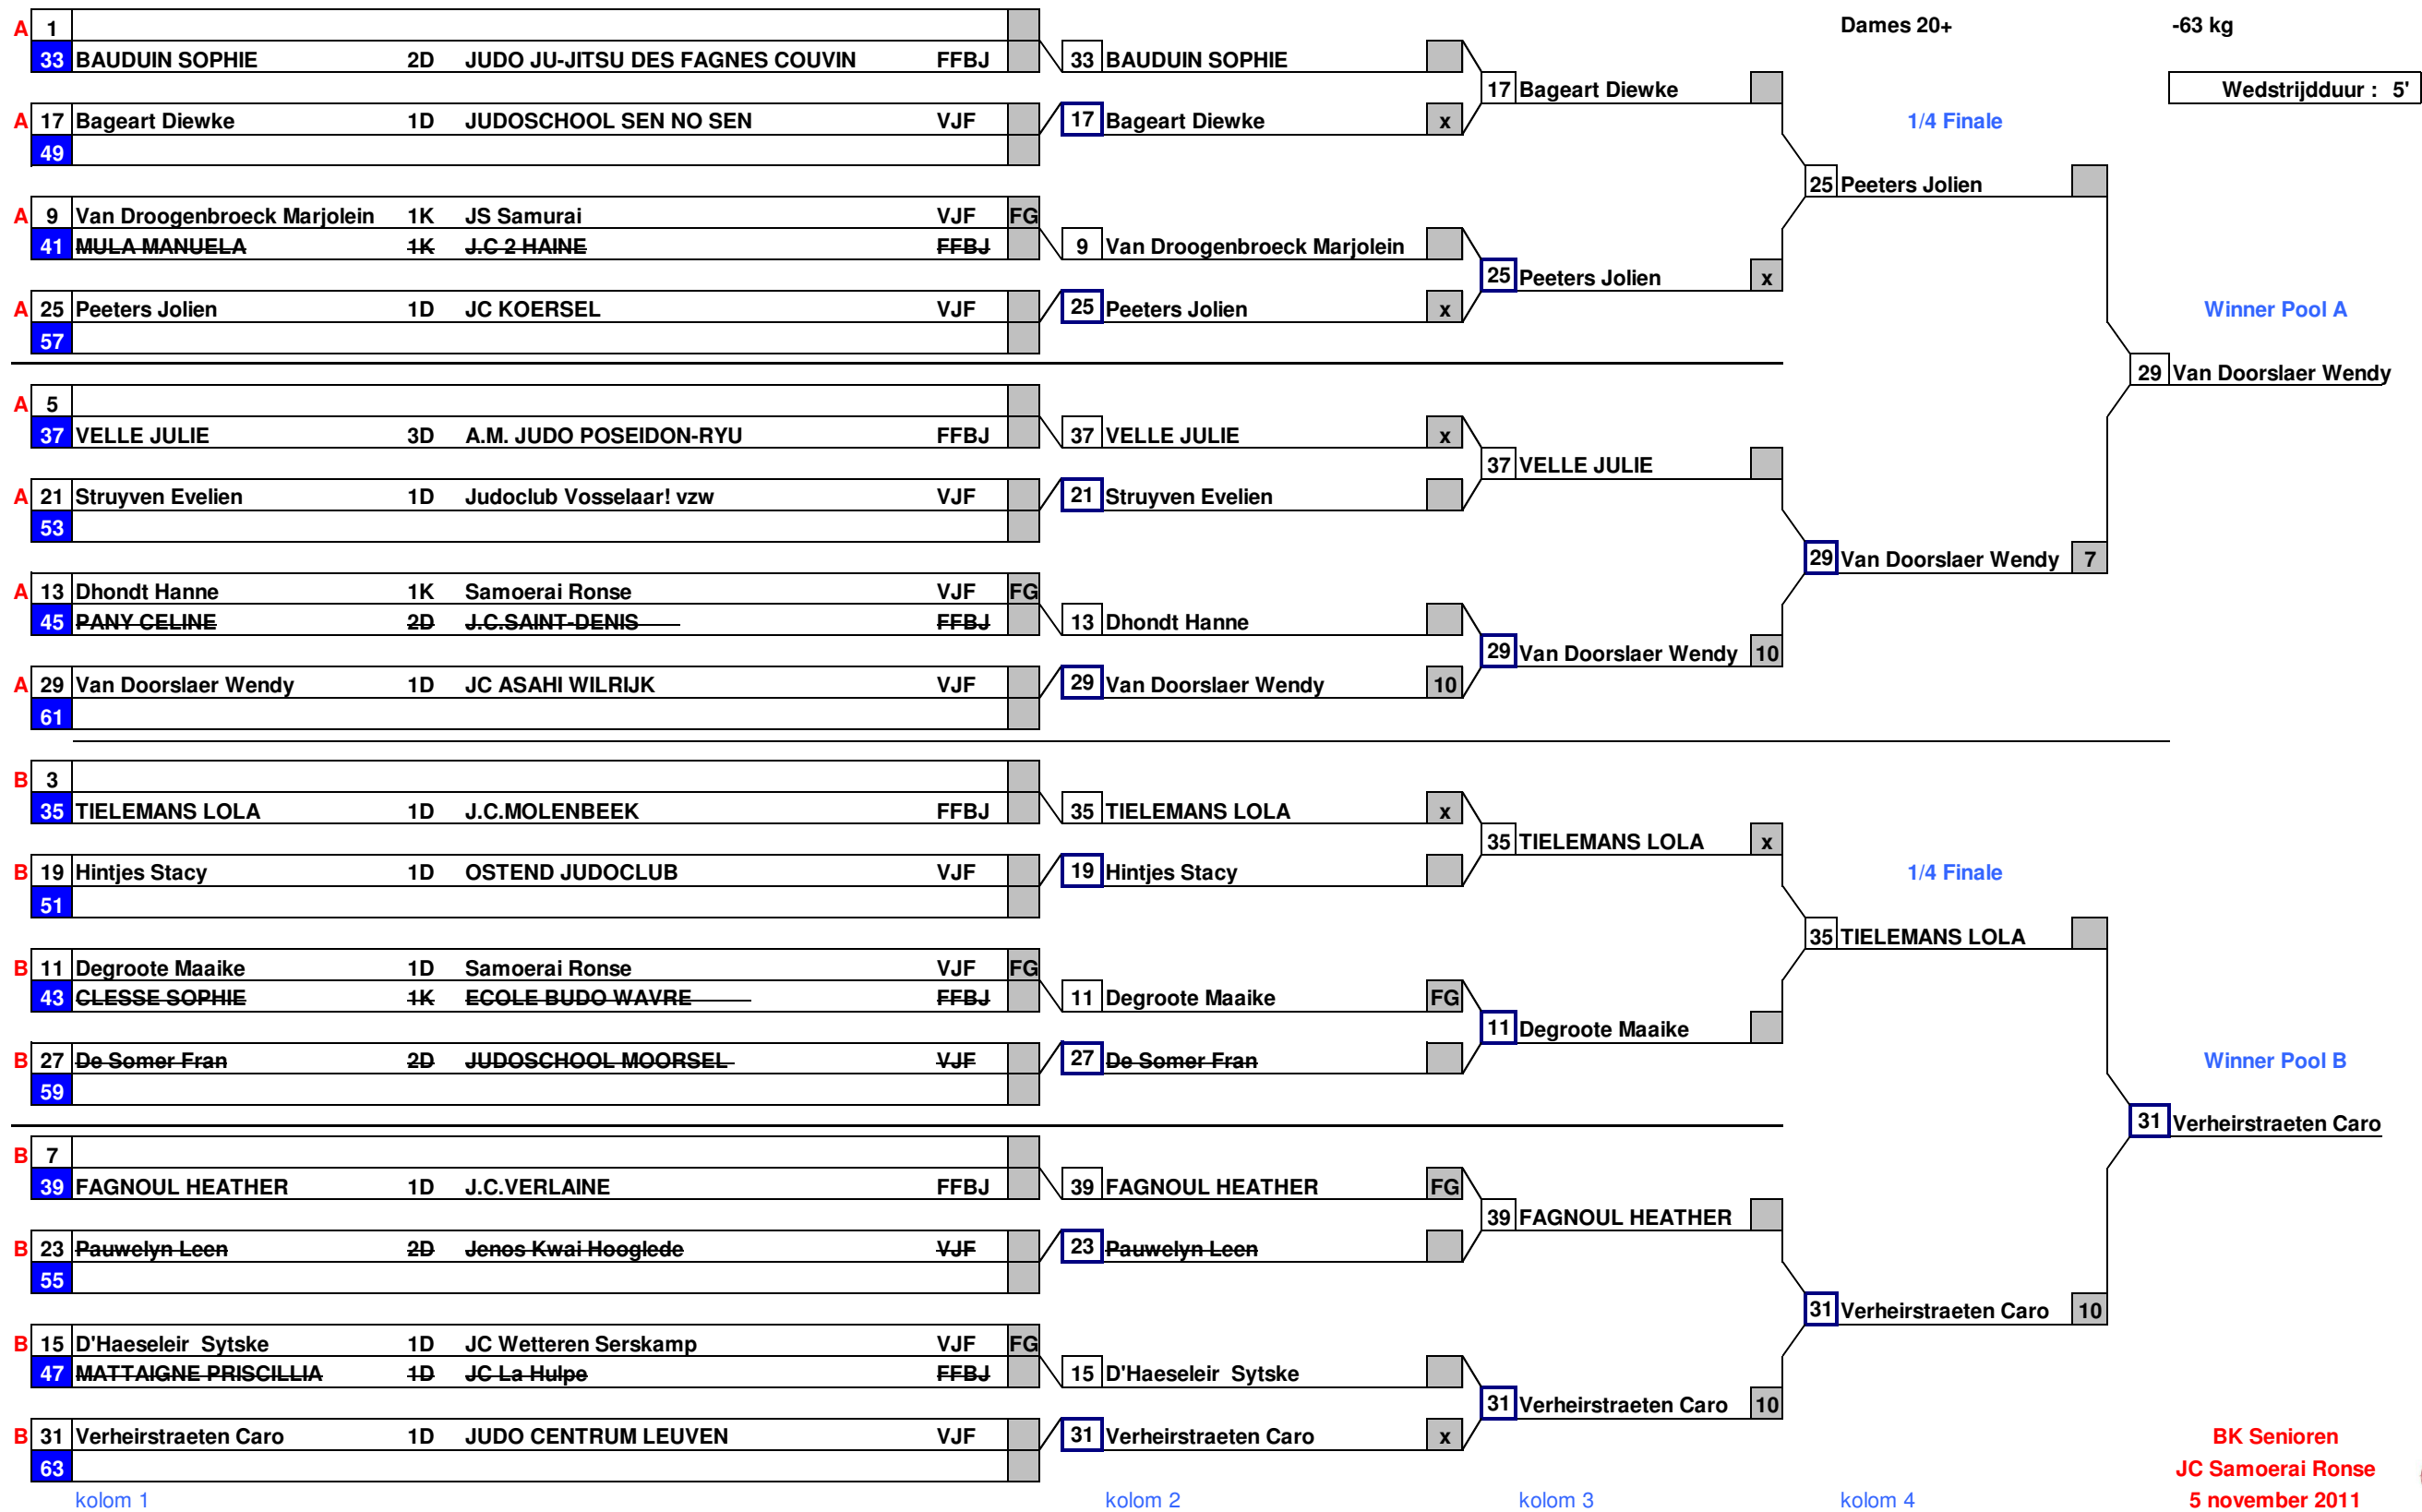 A 1 Dames 20+ -63 kg
33 BAUDUIN SOPHIE 2D JUDO JU-JITSU DES FAGNES COUVIN FFBJ 33 BAUDUIN SOPHIE
17 Bageart Diewke Wedstrijdduur : 5'
A 17 Bageart Diewke 1D JUDOSCHOOL SEN NO SEN VJF 17 Bageart Diewke x 1/4 Finale
49
25 Peeters Jolien
A 9 Van Droogenbroeck Marjolein 1K JS Samurai VJF FG
41 MULA MANUELA 1K J.C 2 HAINE FFBJ 9 Van Droogenbroeck Marjolein
25 Peeters Jolien x
A 25 Peeters Jolien 1D JC KOERSEL VJF 25 Peeters Jolien x Winner Pool A
57
29 Van Doorslaer Wendy
A 5
37 VELLE JULIE 3D A.M. JUDO POSEIDON-RYU FFBJ 37 VELLE JULIE x
37 VELLE JULIE
A 21 Struyven Evelien 1D Judoclub Vosselaar! vzw VJF 21 Struyven Evelien
53
29 Van Doorslaer Wendy 7
A 13 Dhondt Hanne 1K Samoerai Ronse VJF FG
45 PANY CELINE 2D J.C.SAINT-DENIS FFBJ 13 Dhondt Hanne
29 Van Doorslaer Wendy 10
A 29 Van Doorslaer Wendy 1D JC ASAHI WILRIJK VJF 29 Van Doorslaer Wendy 10
61
B 3
35 TIELEMANS LOLA 1D J.C.MOLENBEEK FFBJ 35 TIELEMANS LOLA x
35 TIELEMANS LOLA x
B 19 Hintjes Stacy 1D OSTEND JUDOCLUB VJF 19 Hintjes Stacy 1/4 Finale
51
35 TIELEMANS LOLA
B 11 Degroote Maaike 1D Samoerai Ronse VJF FG
43 CLESSE SOPHIE 1K ECOLE BUDO WAVRE FFBJ 11 Degroote Maaike FG
11 Degroote Maaike
B 27 De Somer Fran 2D JUDOSCHOOL MOORSEL VJF 27 De Somer Fran Winner Pool B
59
31 Verheirstraeten Caro
B 7
39 FAGNOUL HEATHER 1D J.C.VERLAINE FFBJ 39 FAGNOUL HEATHER FG
39 FAGNOUL HEATHER
B 23 Pauwelyn Leen 2D Jenos Kwai Hooglede VJF 23 Pauwelyn Leen
55
31 Verheirstraeten Caro 10
B 15 D'Haeseleir Sytske 1D JC Wetteren Serskamp VJF FG
47 MATTAIGNE PRISCILLIA 1D JC La Hulpe FFBJ 15 D'Haeseleir Sytske
31 Verheirstraeten Caro 10
B 31 Verheirstraeten Caro 1D JUDO CENTRUM LEUVEN VJF 31 Verheirstraeten Caro x BK Senioren
63 JC Samoerai Ronse
kolom 1 kolom 2 kolom 3 kolom 4 5 november 2011